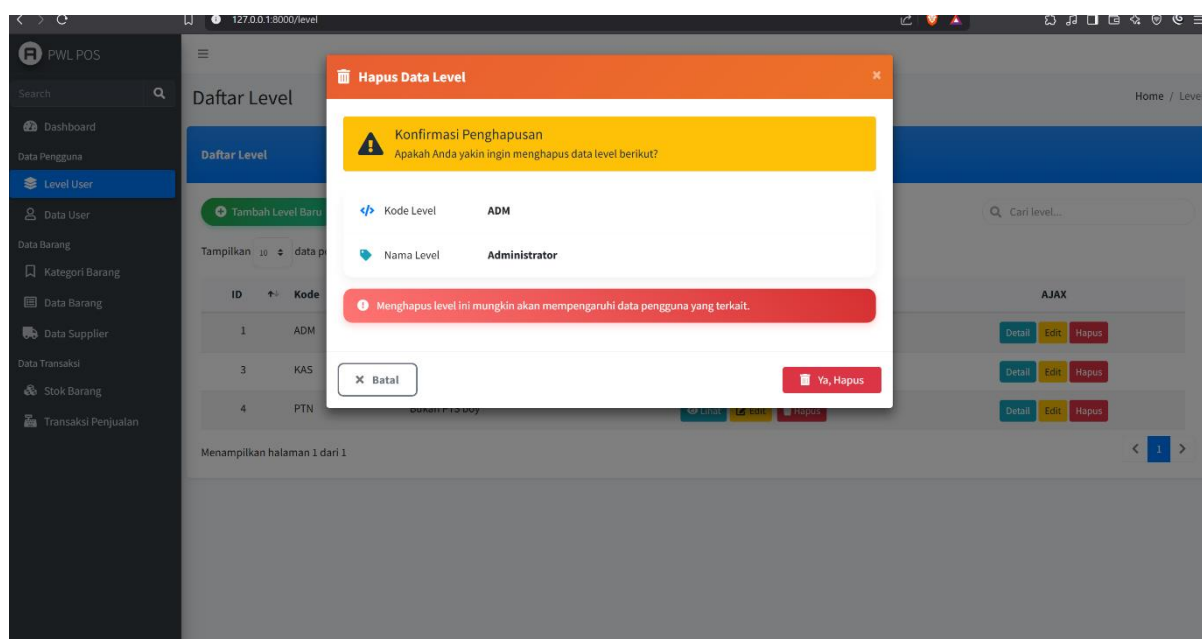 127.0.0.1:8000/level
PWL POS
Search
Dashboard
Data Pengguna
Level User
Data User
Data Barang
Kategori Barang
Data Barang
Data Supplier
Data Transaksi
Stok Barang
Transaksi Penjualan
Daftar Level
Home / Leve
Daftar Level
Tambah Level Baru
Cari level...
Tampilkan 10 data p
ID Kode AJAX
1 ADM Detail Edit Hapus
3 KAS Detail Edit Hapus
4 PTN Bukan PTS boy Lihat Edit Hapus Detail Edit Hapus
Menampilkan halaman 1 dari 1
< 1 >
Hapus Data Level ×
Konfirmasi Penghapusan
Apakah Anda yakin ingin menghapus data level berikut?
Kode Level ADM
Nama Level Administrator
Menghapus level ini mungkin akan mempengaruhi data pengguna yang terkait.
Batal
Ya, Hapus